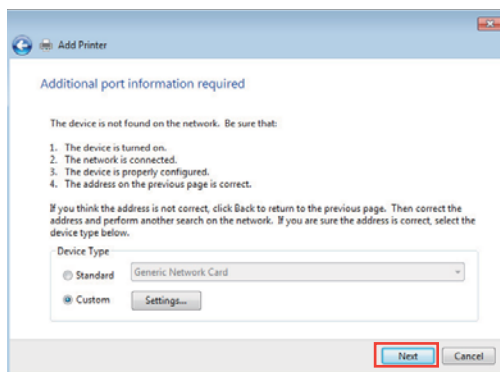 Add Printer
Additional port information required
The device is not found on the network. Be sure that:
1. The device is turned on.
2. The network is connected.
3. The device is properly configured.
4. The address on the previous page is correct.
If you think the address is not correct, click Back to return to the previous page. Then correct the
address and perform another search on the network. If you are sure the address is correct, select the
device type below.
Device Type
Standard Generic Network Card
Custom Settings...
Next Cancel